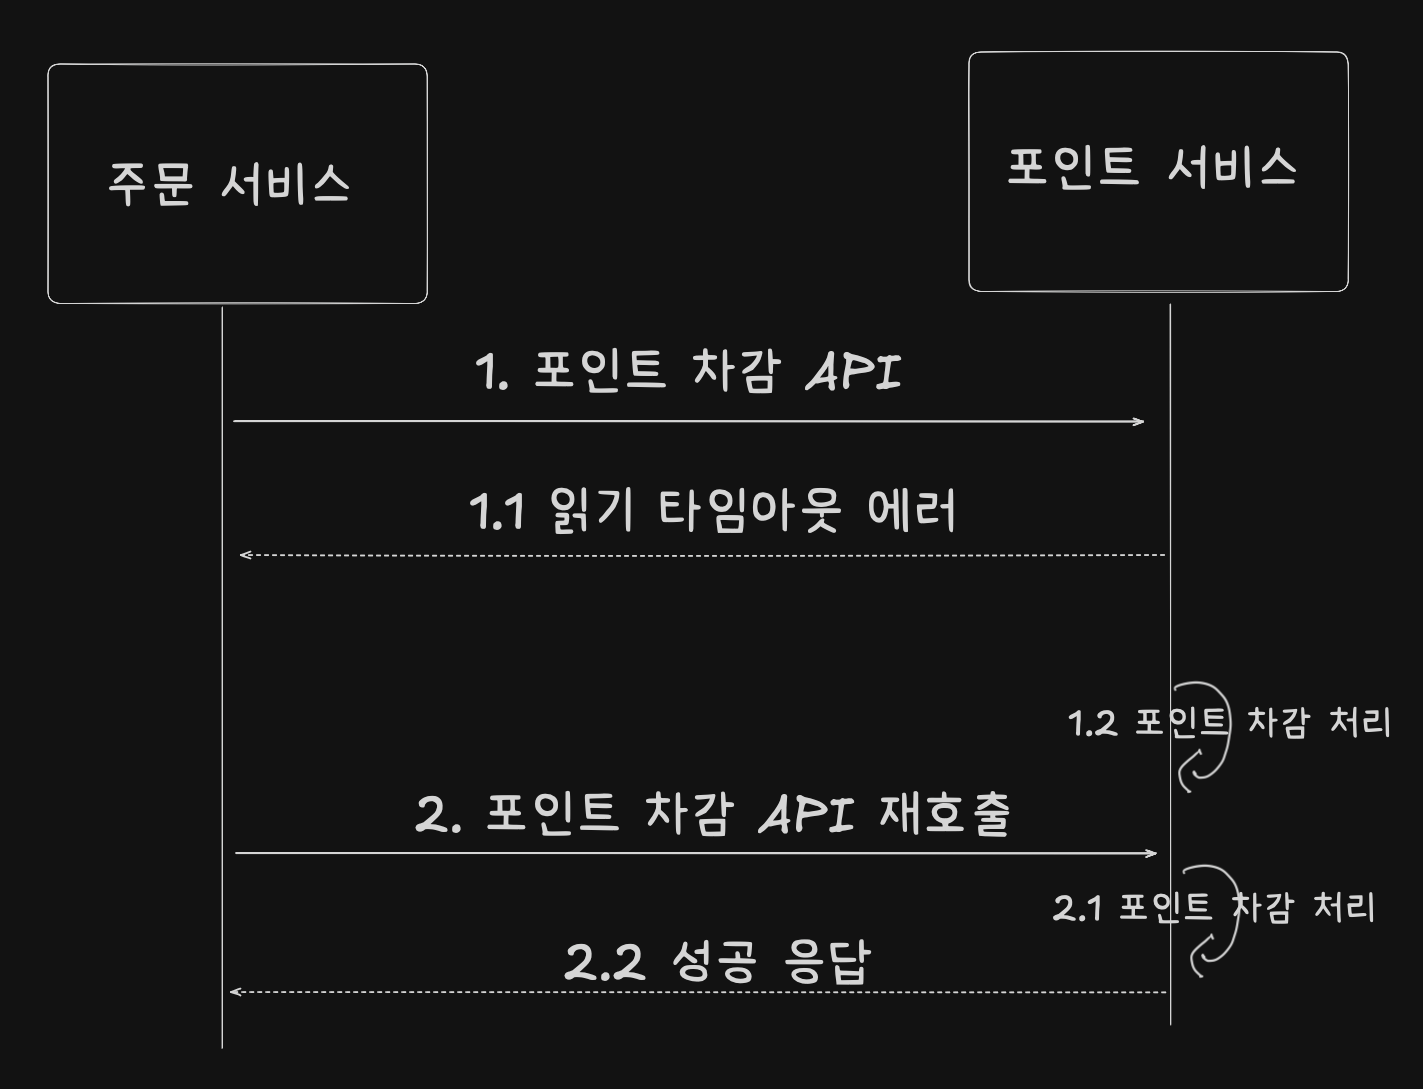 주문 서비스
포인트 서비스
1. 포인트 차감 API
1.1 읽기 타임아웃 에러
1.2 포인트 차감 처리
2. 포인트 차감 API 재호출
2.1 포인트 차감 처리
2.2 성공 응답